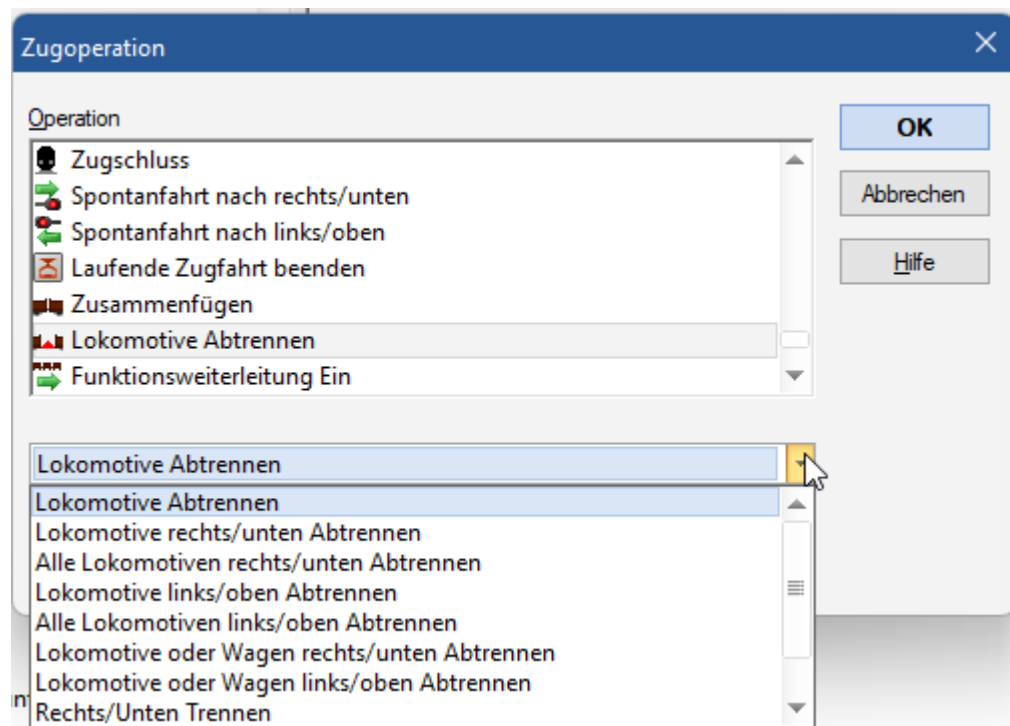 Zugoperation
Operation
OK
Zugschluss
Spontanfahrt nach rechts/unten
Abbrechen
Spontanfahrt nach links/oben
Laufende Zugfahrt beenden
Hilfe
Zusammenfügen
Lokomotive Abtrennen
Funktionsweiterleitung Ein
Lokomotive Abtrennen
Lokomotive Abtrennen
Lokomotive rechts/unten Abtrennen
Alle Lokomotiven rechts/unten Abtrennen
Lokomotive links/oben Abtrennen
Alle Lokomotiven links/oben Abtrennen
Lokomotive oder Wagen rechts/unten Abtrennen
Lokomotive oder Wagen links/oben Abtrennen
Rechts/Unten Trennen